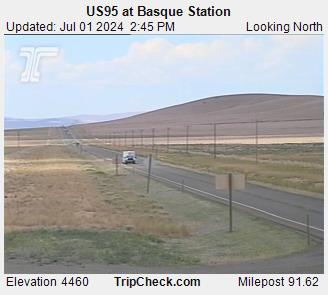 US95 at Basque Station
Updated: Jul 01 2024 2:45 PM Looking North
Elevation 4460 TripCheck.com Milepost 91.62